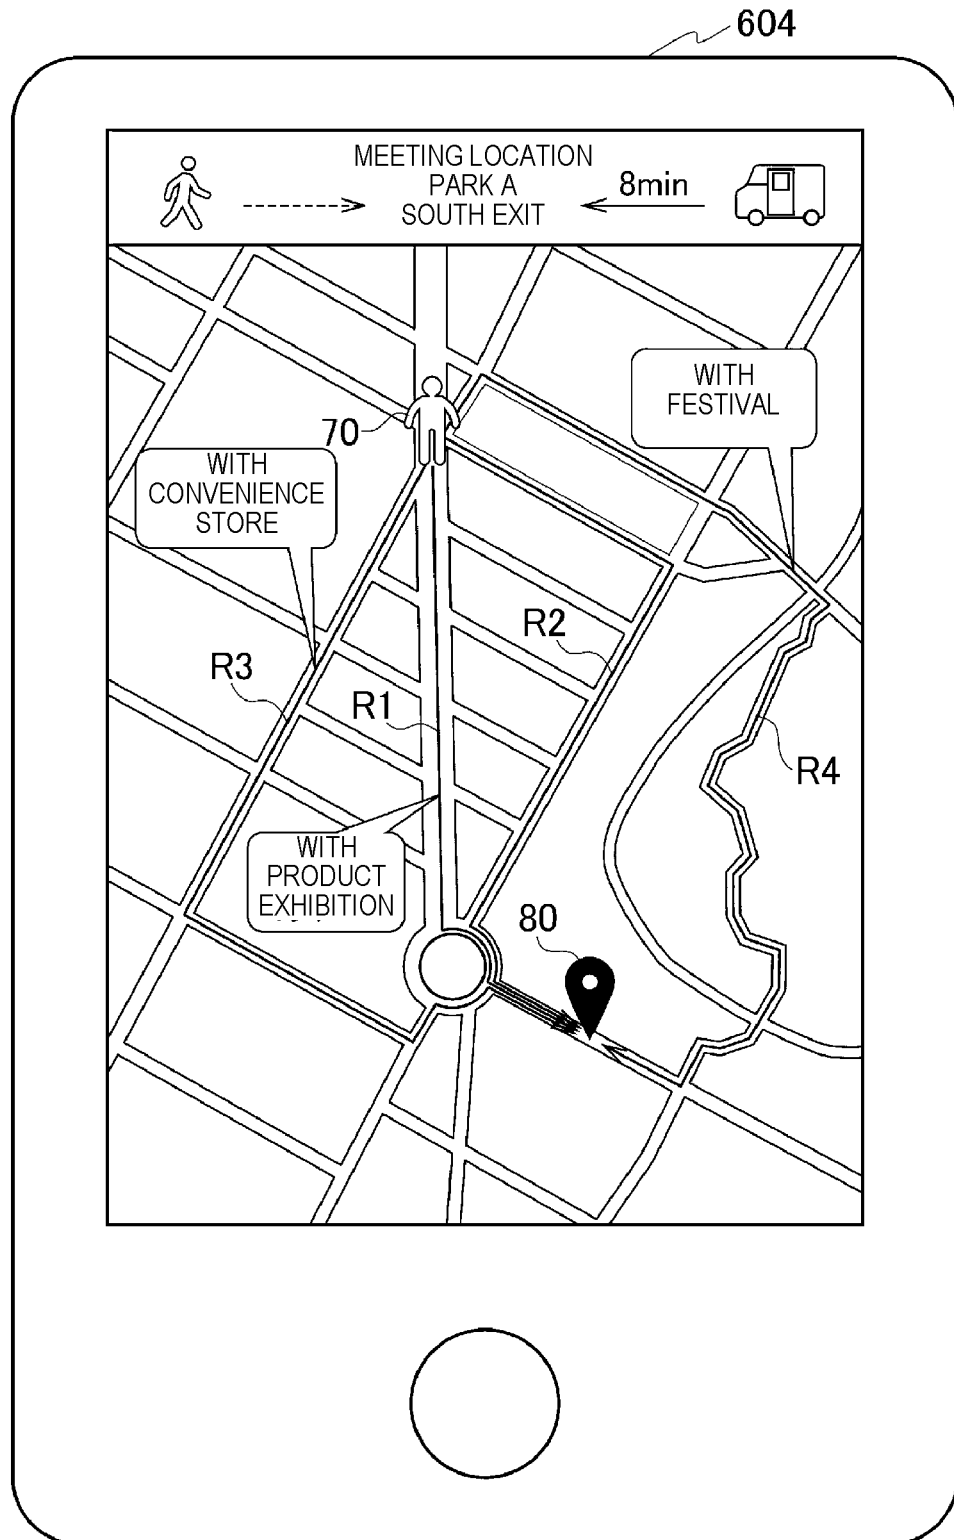 604
MEETING LOCATION
PARK A
SOUTH EXIT
8min
WITH
FESTIVAL
70
WITH
CONVENIENCE
STORE
R2
R3
R1
R4
WITH
PRODUCT
EXHIBITION
80